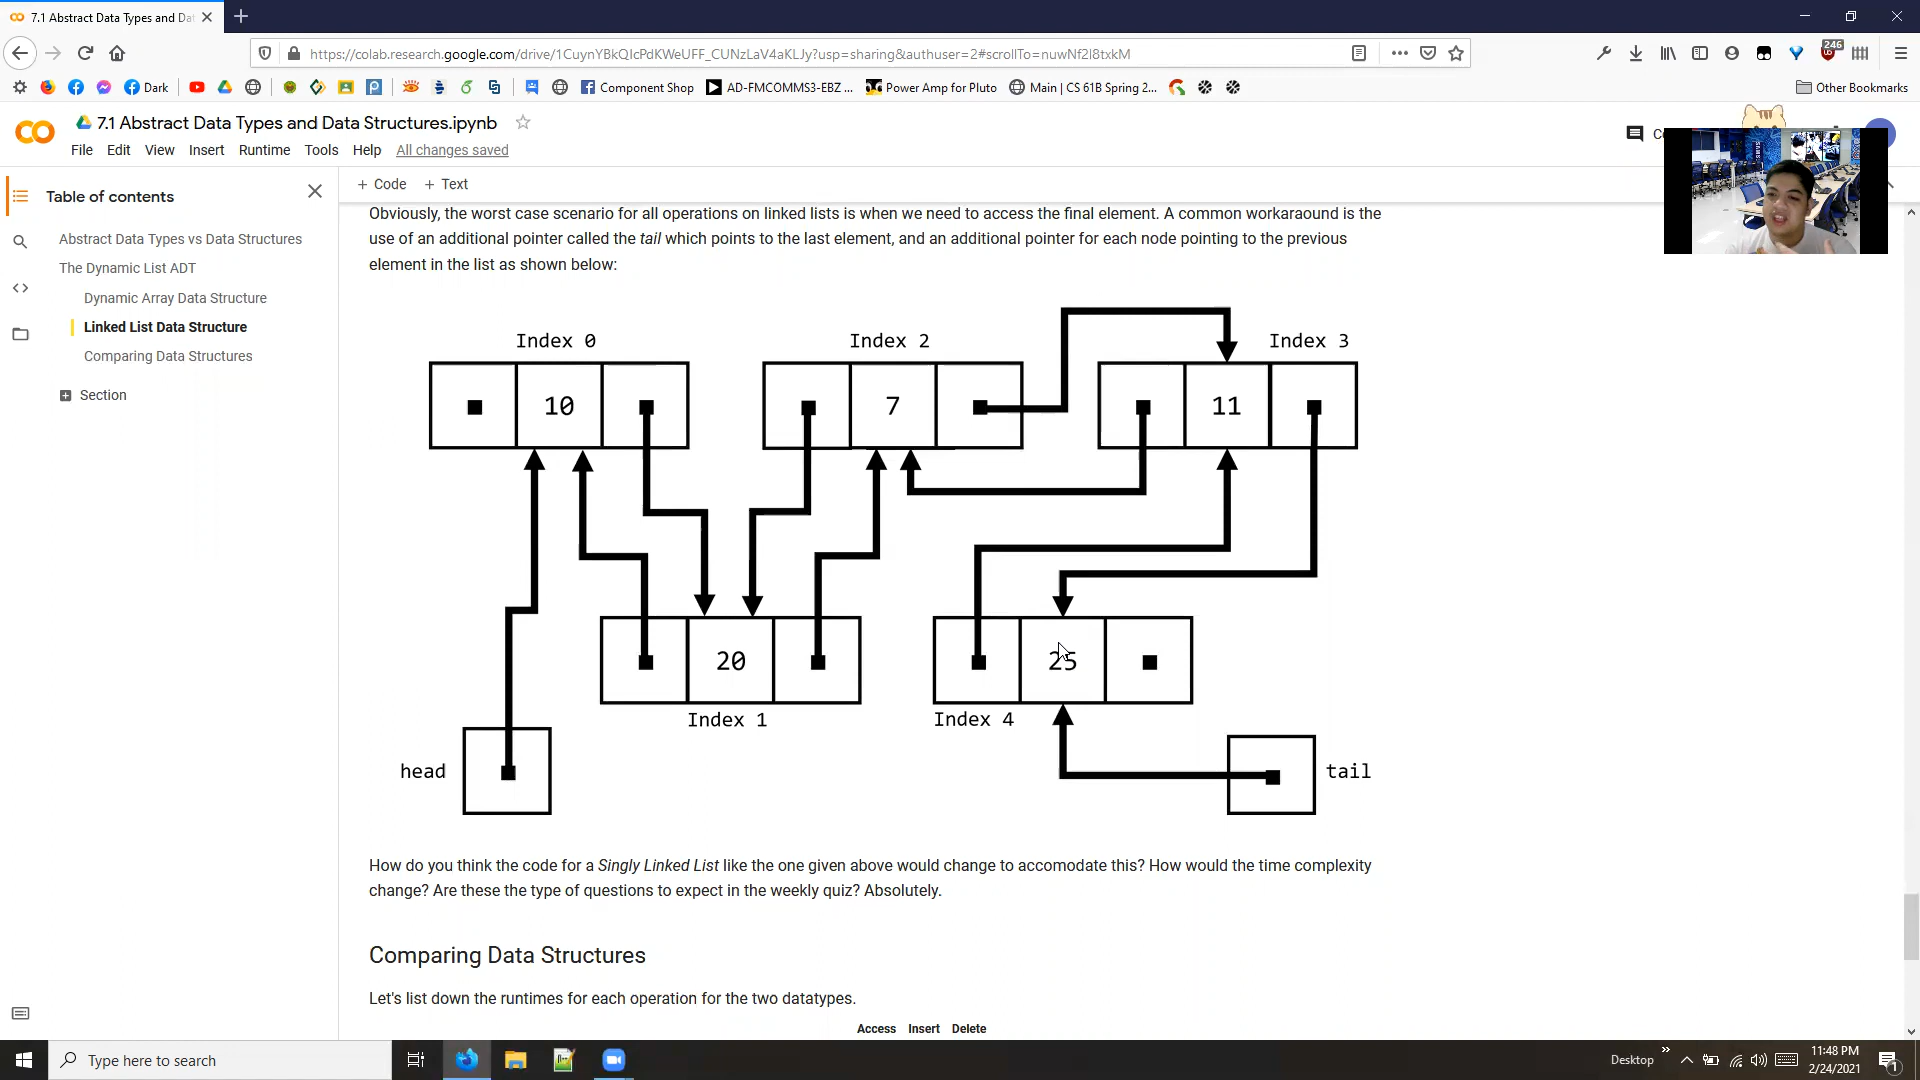 7.1 Abstract Data Types and Dat
https://colab.research.google.com/drive/1CuynYBkQIcPdKWeUFF_CUNzLaV4aKLJy?usp=sharing&authuser=2#scrollTo=nuwNf2I8txkM
246
Dark
Component Shop
AD-FMCOMMS3-EBZ ...
Power Amp for Pluto
Main | CS 61B Spring 2...
Other Bookmarks
7.1 Abstract Data Types and Data Structures.ipynb
File Edit View Insert Runtime Tools Help All changes saved
Table of contents
Abstract Data Types vs Data Structures
The Dynamic List ADT
Dynamic Array Data Structure
Linked List Data Structure
Comparing Data Structures
Section
+ Code + Text
Obviously, the worst case scenario for all operations on linked lists is when we need to access the final element. A common workaraound is the
use of an additional pointer called the tail which points to the last element, and an additional pointer for each node pointing to the previous
element in the list as shown below:
Index 0 Index 2 Index 3
10 7 11
20 25
Index 1 Index 4
head tail
How do you think the code for a Singly Linked List like the one given above would change to accomodate this? How would the time complexity
change? Are these the type of questions to expect in the weekly quiz? Absolutely.
Comparing Data Structures
Let's list down the runtimes for each operation for the two datatypes.
Access Insert Delete
Type here to search
Desktop
11:48 PM
2/24/2021
1